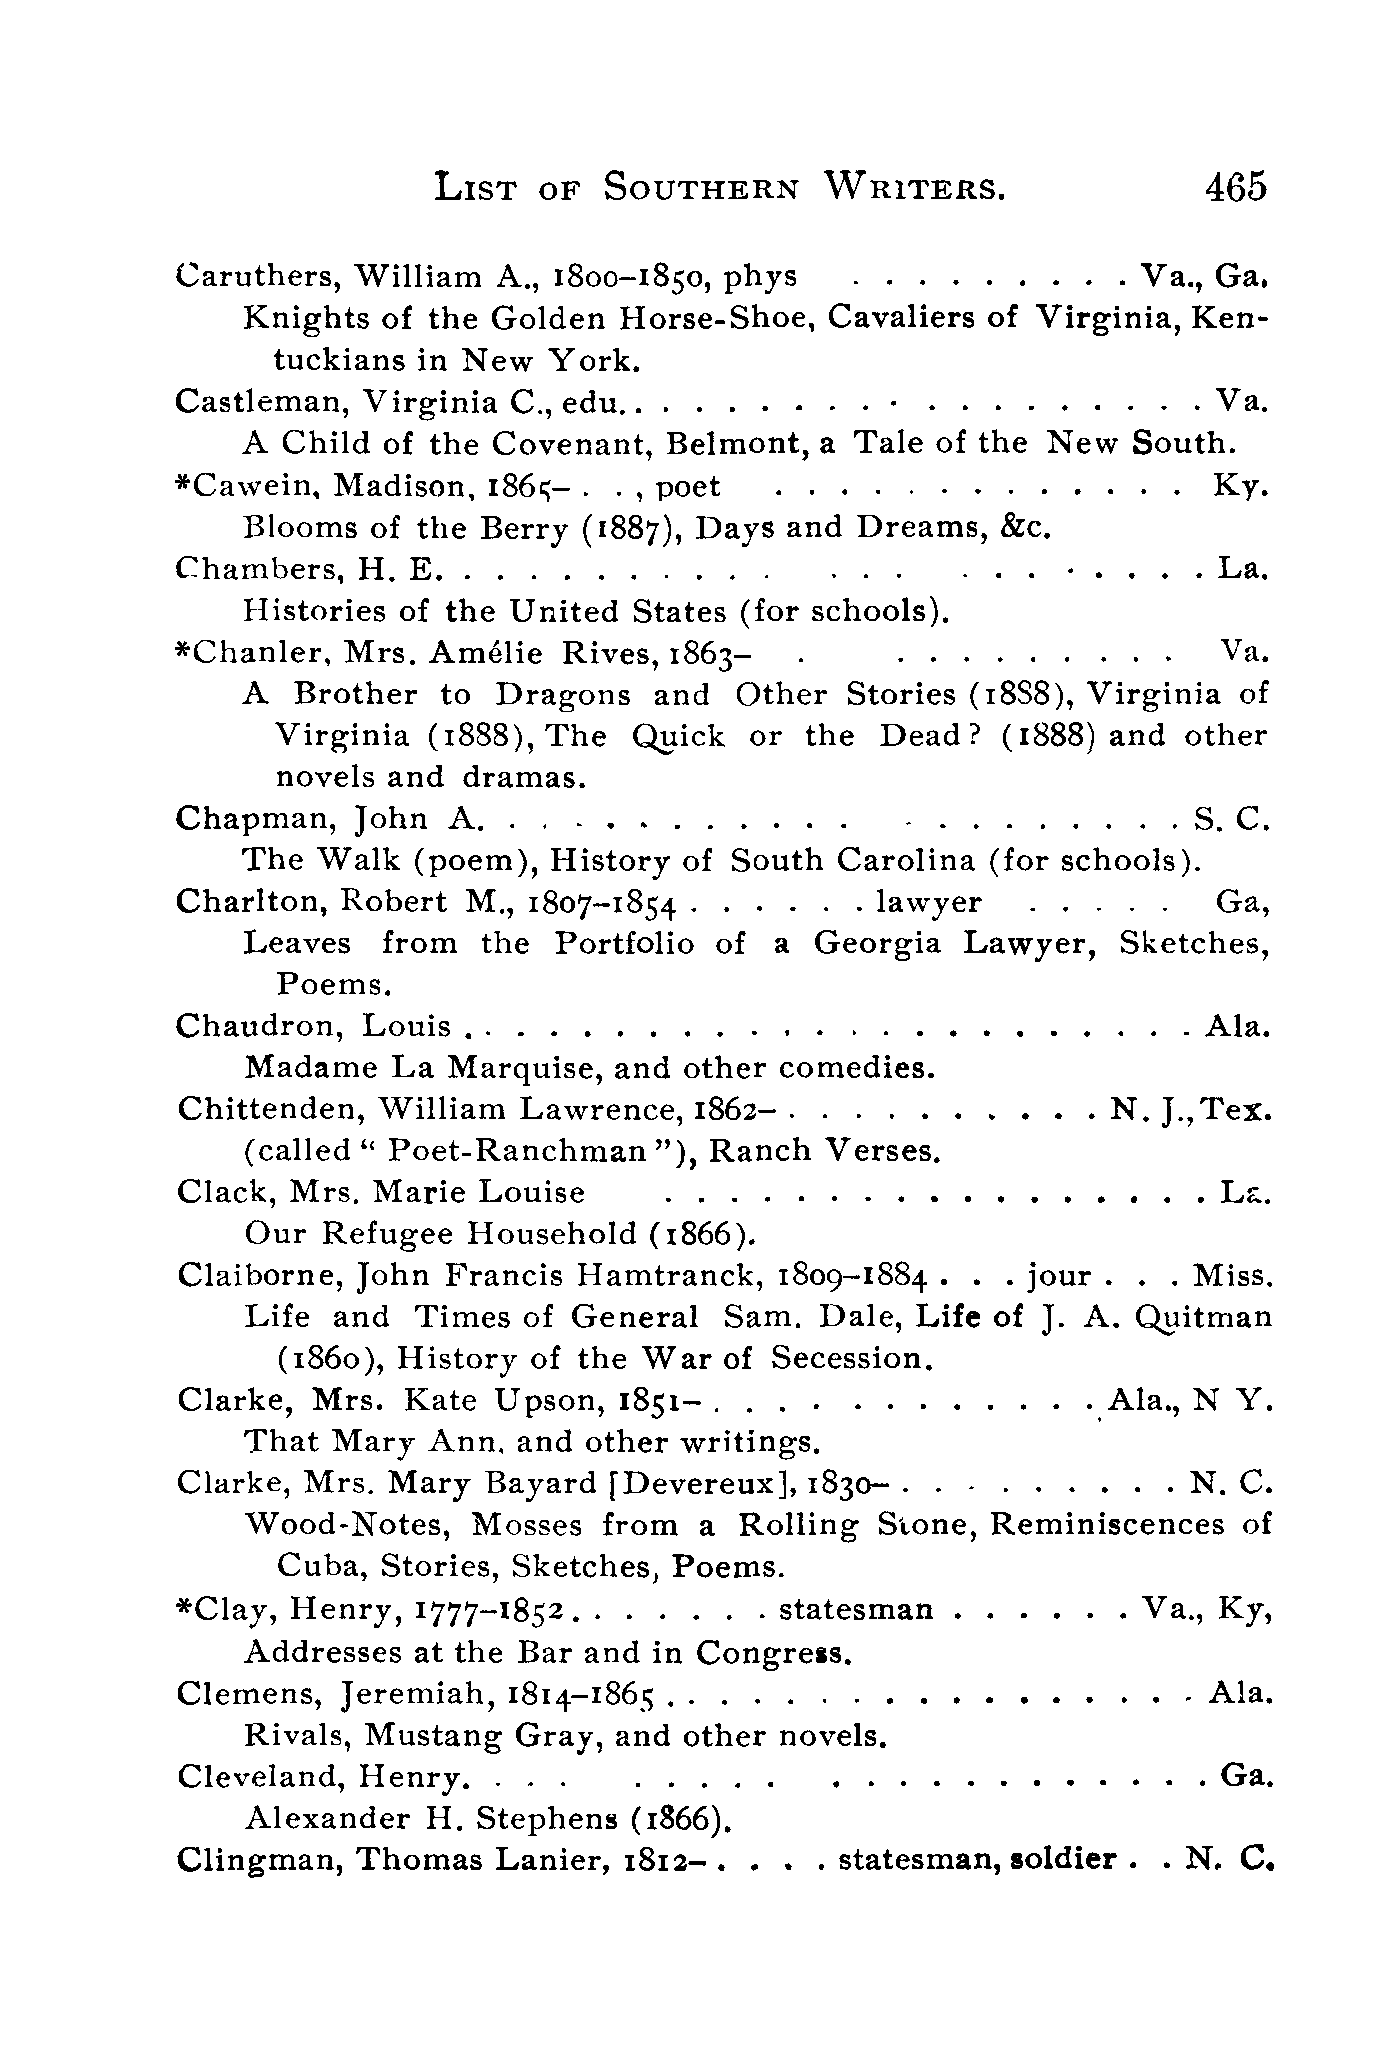 LIST OF SOUTHERN WRITERS. 465
Caruthers, William A., 1800–1850, phys . . . . . . . . . Va., Ga.
Knights of the Golden Horse-Shoe, Cavaliers of Virginia, Ken-
tuckians in New York.
Castleman, Virginia C., edu. . . . . . . . . . . . . . . . . . . Va.
A Child of the Covenant, Belmont, a Tale of the New South.
*Cawein, Madison, 1865– . . , poet . . . . . . . . . . . . . Ky.
Blooms of the Berry (1887), Days and Dreams, &c.
Chambers, H. E. . . . . . . . . . . . . . . . . . . . . . La.
Histories of the United States (for schools).
*Chanler, Mrs. Amélie Rives, 1863– . . . . . . . . . . Va.
A Brother to Dragons and Other Stories (1888), Virginia of
Virginia (1888), The Quick or the Dead? (1888) and other
novels and dramas.
Chapman, John A. . . . . . . . . . . . . . . . . . . . . S. C.
The Walk (poem), History of South Carolina (for schools).
Charlton, Robert M., 1807–1854 . . . . . . lawyer . . . . . Ga,
Leaves from the Portfolio of a Georgia Lawyer, Sketches,
Poems.
Chaudron, Louis . . . . . . . . . . . . . . . . . . . . . . . Ala.
Madame La Marquise, and other comedies.
Chittenden, William Lawrence, 1862– . . . . . . . . . . N. J., Tex.
(called “ Poet-Ranchman ”), Ranch Verses.
Clack, Mrs. Marie Louise . . . . . . . . . . . . . . . . . La.
Our Refugee Household (1866).
Claiborne, John Francis Hamtranck, 1809–1884 . . . jour . . . Miss.
Life and Times of General Sam. Dale, Life of J. A. Quitman
(1860), History of the War of Secession.
Clarke, Mrs. Kate Upson, 1851– . . . . . . . . . . . . Ala., N Y.
That Mary Ann, and other writings.
Clarke, Mrs. Mary Bayard [Devereux], 1830– . . . . . . . . . N. C.
Wood-Notes, Mosses from a Rolling Stone, Reminiscences of
Cuba, Stories, Sketches, Poems.
*Clay, Henry, 1777–1852 . . . . . . . statesman . . . . . . Va., Ky,
Addresses at the Bar and in Congress.
Clemens, Jeremiah, 1814–1865 . . . . . . . . . . . . . . . . . Ala.
Rivals, Mustang Gray, and other novels.
Cleveland, Henry. . . . . . . . . . . . . . . . . . . . . Ga.
Alexander H. Stephens (1866).
Clingman, Thomas Lanier, 1812– . . . . statesman, soldier . . N. C.